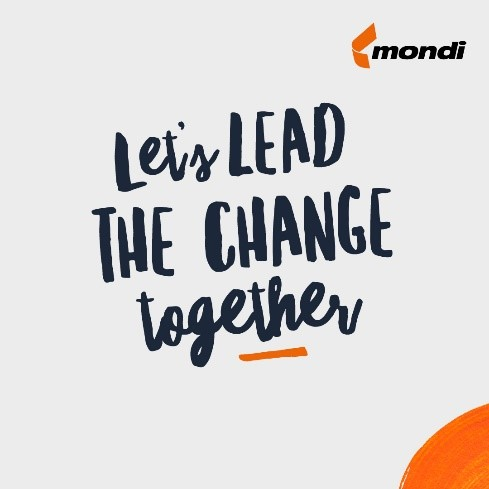 mondi
Let's LEAD
THE CHANGE
together